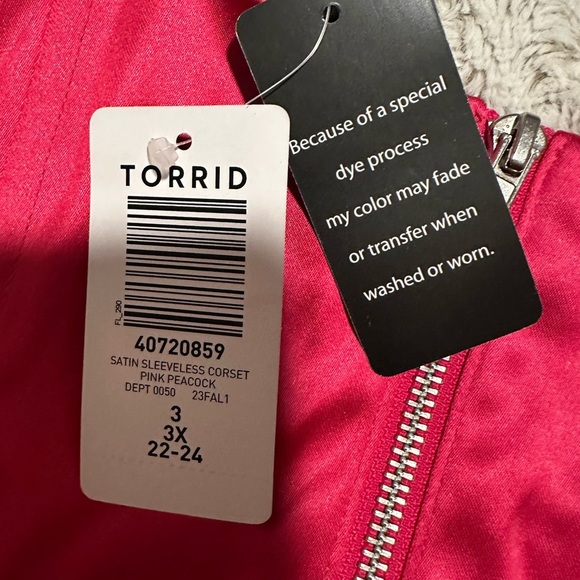 TORRID
FL_290
40720859
SATIN SLEEVELESS CORSET
PINK PEACOCK
DEPT 0050 23FAL1
3
3X
22-24
Because of a special
dye process
my color may fade
or transfer when
washed or worn.